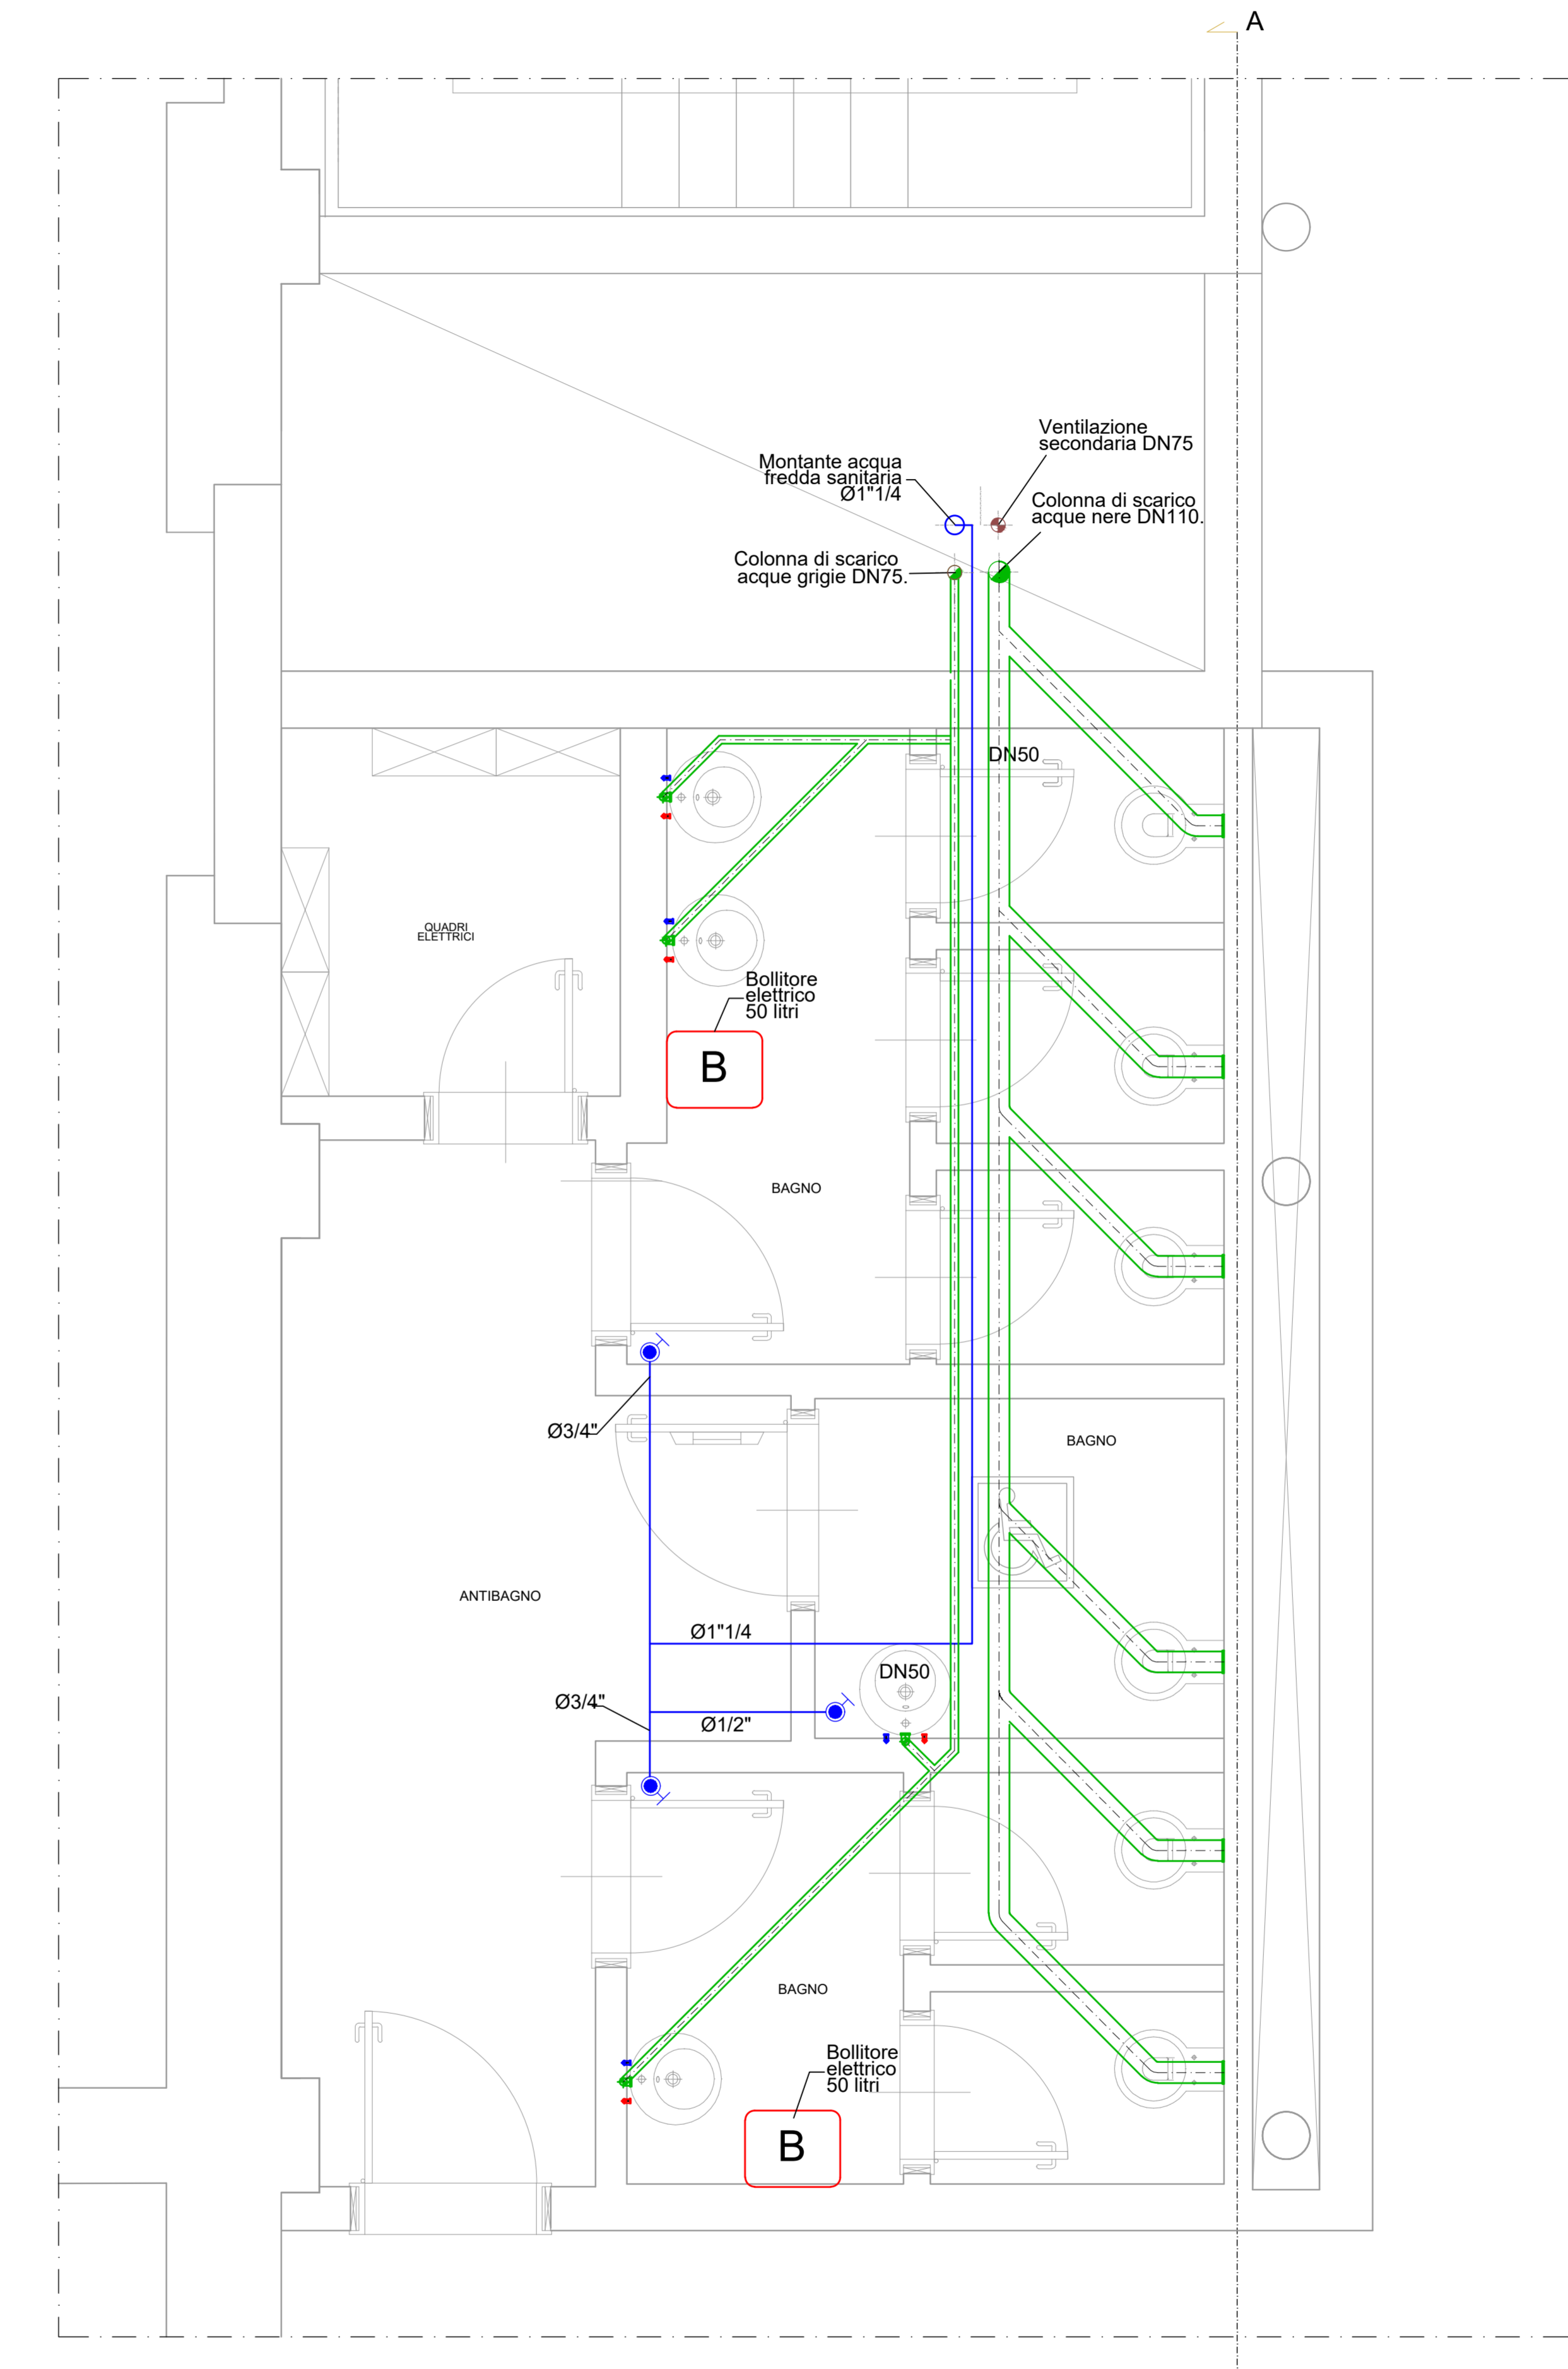 A
Ventilazione
secondaria DN75
Montante acqua
fredda sanitaria
Ø1"1/4
Colonna di scarico
acque nere DN110.
Colonna di scarico
acque grigie DN75.
DN50
QUADRI
ELETTRICI
Bollitore
elettrico
50 litri
B
BAGNO
Ø3/4"
BAGNO
ANTIBAGNO
Ø1"1/4
DN50
Ø3/4"
Ø1/2"
BAGNO
Bollitore
elettrico
50 litri
B